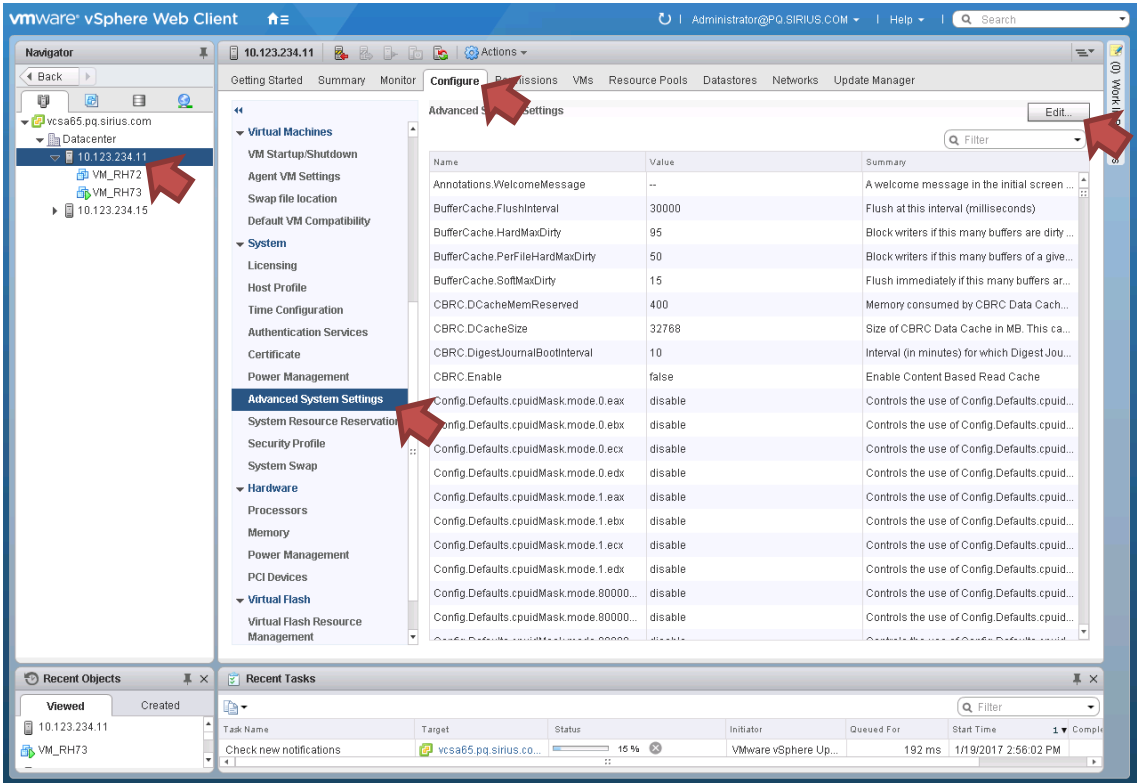 vmware® vSphere Web Client
Administrator@PQ.SIRIUS.COM
Help
Search
Navigator
Back
vcsa65.pq.sirius.com
Datacenter
10.123.234.11
VM_RH72
VM_RH73
10.123.234.15
10.123.234.11 Actions
Getting Started Summary Monitor Configure VMs Resource Pools Datastores Networks Update Manager
Virtual Machines
VM Startup/Shutdown
Agent VM Settings
Swap file location
Default VM Compatibility
System
Licensing
Host Profile
Time Configuration
Authentication Services
Certificate
Power Management
Advanced System Settings
System Resource Reservation
Security Profile
System Swap
Hardware
Processors
Memory
Power Management
PCI Devices
Virtual Flash
Virtual Flash Resource
Management
Advanced Settings
Edit...
Filter
Name Value Summary
Annotations.WelcomeMessage -- A welcome message in the initial screen ...
BufferCache.FlushInterval 30000 Flush at this interval (milliseconds)
BufferCache.HardMaxDirty 95 Block writers if this many buffers are dirty ...
BufferCache.PerFileHardMaxDirty 50 Block writers if this many buffers of a give...
BufferCache.SoftMaxDirty 15 Flush immediately if this many buffers ar...
CBRC.DCacheMemReserved 400 Memory consumed by CBRC Data Cach...
CBRC.DCacheSize 32768 Size of CBRC Data Cache in MB. This ca...
CBRC.DigestJournalBootInterval 10 Interval (in minutes) for which Digest Jou...
CBRC.Enable false Enable Content Based Read Cache
Config.Defaults.cpuidMask.mode.0.eax disable Controls the use of Config.Defaults.cpuid...
Config.Defaults.cpuidMask.mode.0.ebx disable Controls the use of Config.Defaults.cpuid...
Config.Defaults.cpuidMask.mode.0.ecx disable Controls the use of Config.Defaults.cpuid...
Config.Defaults.cpuidMask.mode.0.edx disable Controls the use of Config.Defaults.cpuid...
Config.Defaults.cpuidMask.mode.1.eax disable Controls the use of Config.Defaults.cpuid...
Config.Defaults.cpuidMask.mode.1.ebx disable Controls the use of Config.Defaults.cpuid...
Config.Defaults.cpuidMask.mode.1.ecx disable Controls the use of Config.Defaults.cpuid...
Config.Defaults.cpuidMask.mode.1.edx disable Controls the use of Config.Defaults.cpuid...
Config.Defaults.cpuidMask.mode.80000... disable Controls the use of Config.Defaults.cpuid...
Config.Defaults.cpuidMask.mode.80000... disable Controls the use of Config.Defaults.cpuid...
(0) Work
Recent Objects
Viewed Created
10.123.234.11
VM_RH73
Recent Tasks
Filter
Task Name Target Status Initiator Queued For Start Time 1 Comple
Check new notifications vcsa65.pq.sirius.co... 15 % VMware vSphere Up... 192 ms 1/19/2017 2:56:02 PM